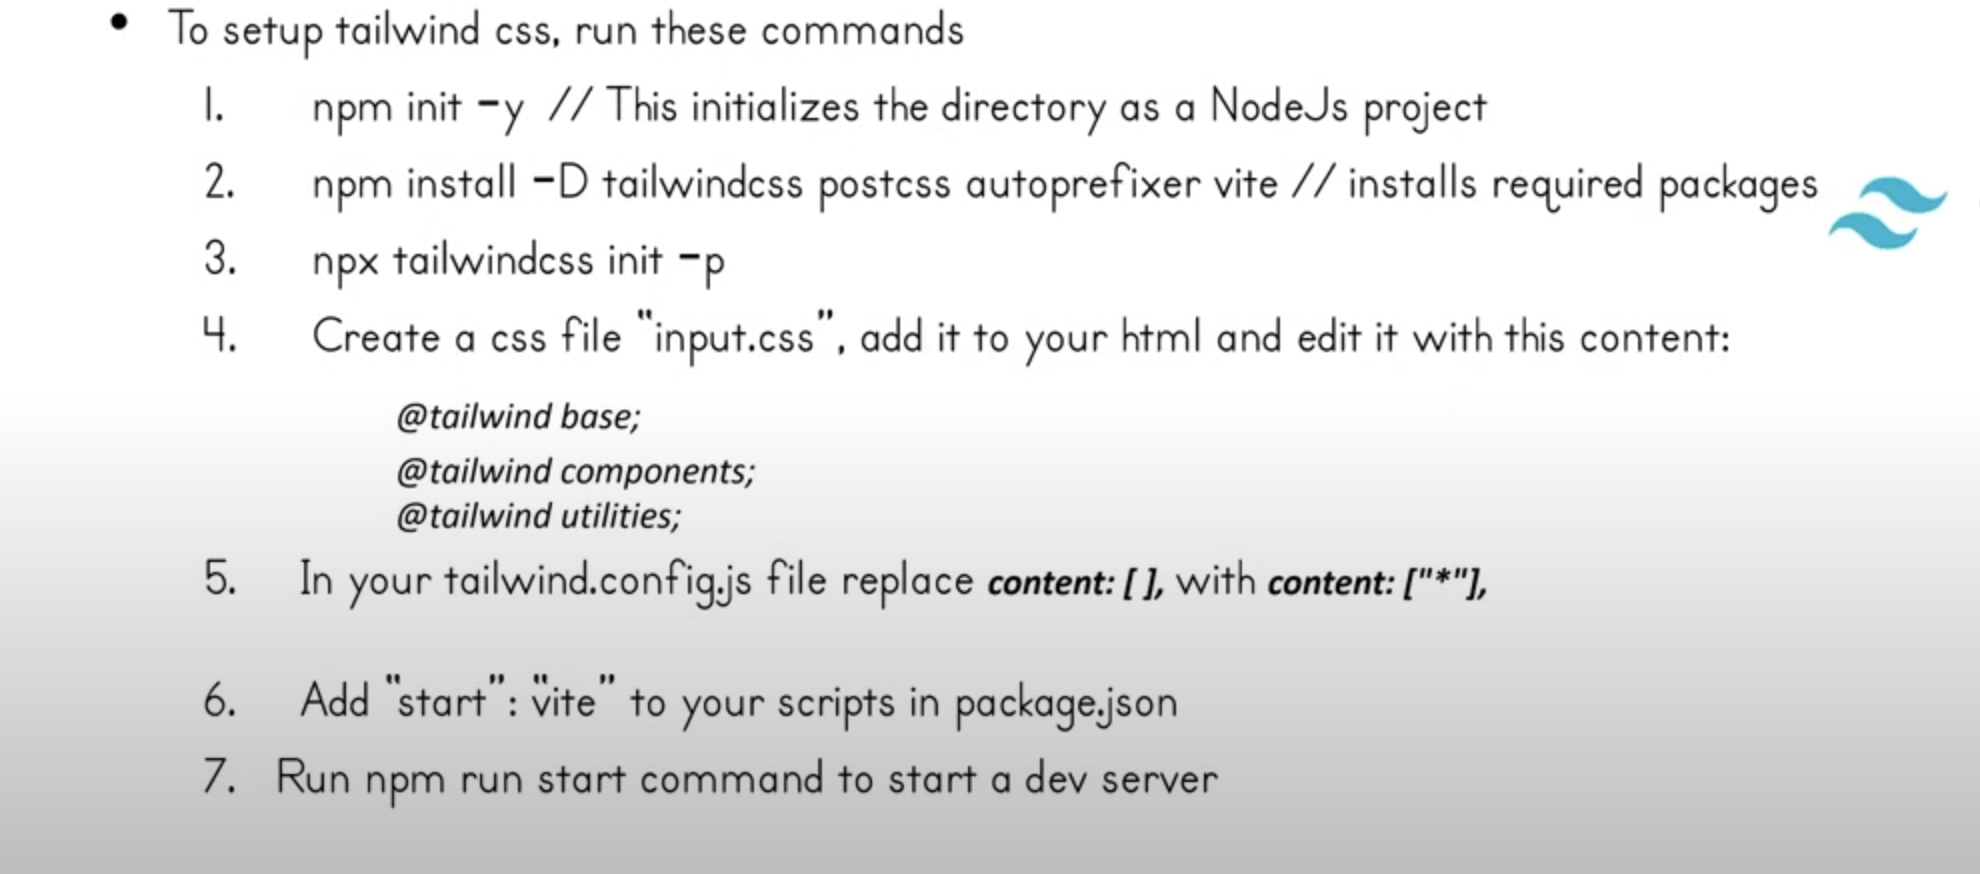 • To setup tailwind css, run these commands
1. npm init –y // This initializes the directory as a NodeJs project
2. npm install –D tailwindcss postcss autoprefixer vite // installs required packages
3. npx tailwindcss init –p
4. Create a css file “input.css”, add it to your html and edit it with this content:
@tailwind base;
@tailwind components;
@tailwind utilities;
5. In your tailwind.config.js file replace content: [ ], with content: ["*"],
6. Add “start”: “vite” to your scripts in package.json
7. Run npm run start command to start a dev server